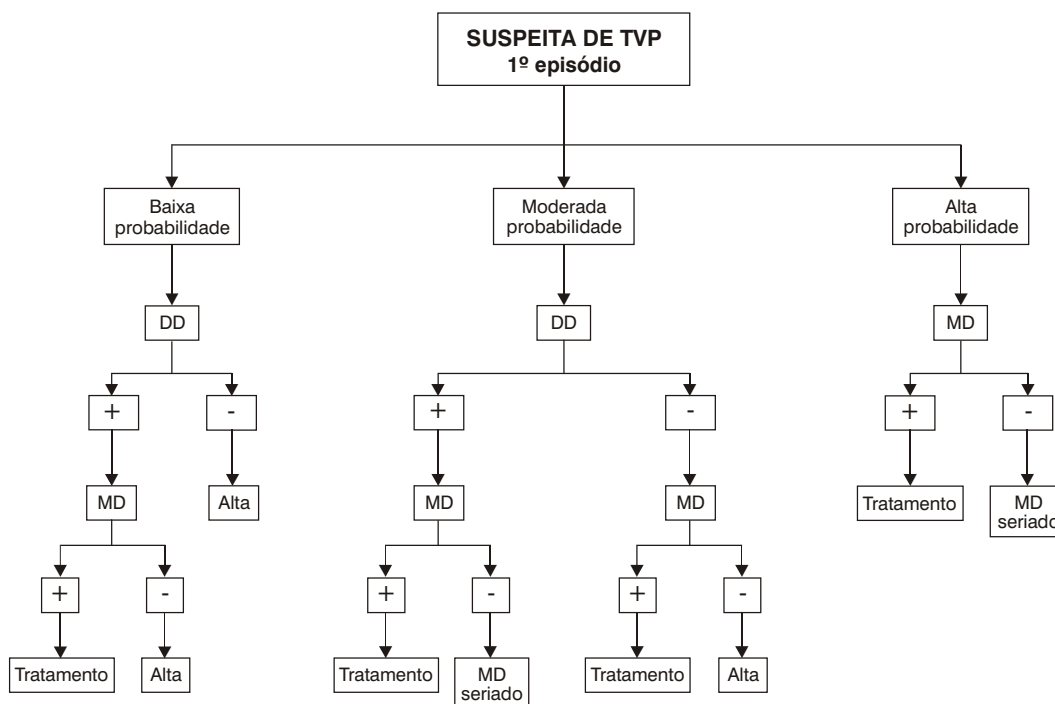 SUSPEITA DE TVP
1º episódio
Baixa
probabilidade
Moderada
probabilidade
Alta
probabilidade
DD
DD
MD
+
-
+
-
+
-
MD
Alta
MD
MD
Tratamento
MD
seriado
+
-
+
-
+
-
Tratamento
Alta
Tratamento
MD
seriado
Tratamento
Alta